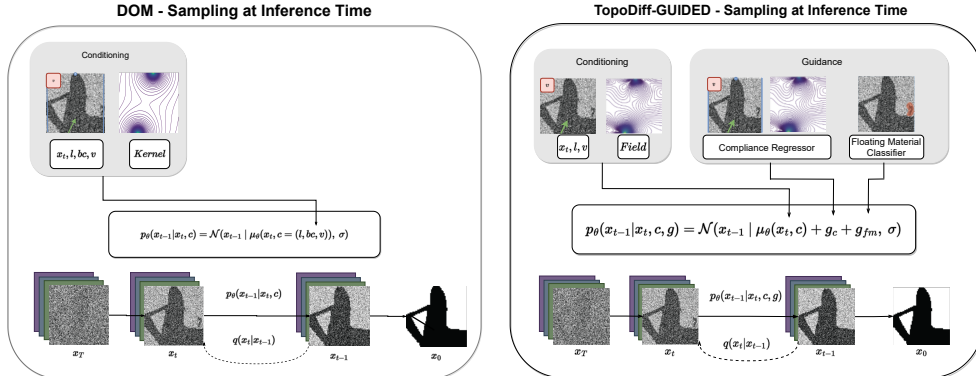 DOM - Sampling at Inference Time
Conditioning
v
x_t, l, bc, v
Kernel
p_θ(x_{t−1}|x_t, c) = N(x_{t−1} | μ_θ(x_t, c = (l, bc, v)), σ)
p_θ(x_{t−1}|x_t, c)
q(x_t|x_{t−1})
x_T
x_t
x_{t−1}
x_0
TopoDiff-GUIDED - Sampling at Inference Time
Conditioning
v
x_t, l, v
Field
Guidance
v
Compliance Regressor
?
Floating Material
Classifier
p_θ(x_{t−1}|x_t, c, g) = N(x_{t−1} | μ_θ(x_t, c) + g_c + g_{fm}, σ)
p_θ(x_{t−1}|x_t, c, g)
q(x_t|x_{t−1})
x_T
x_t
x_{t−1}
x_0